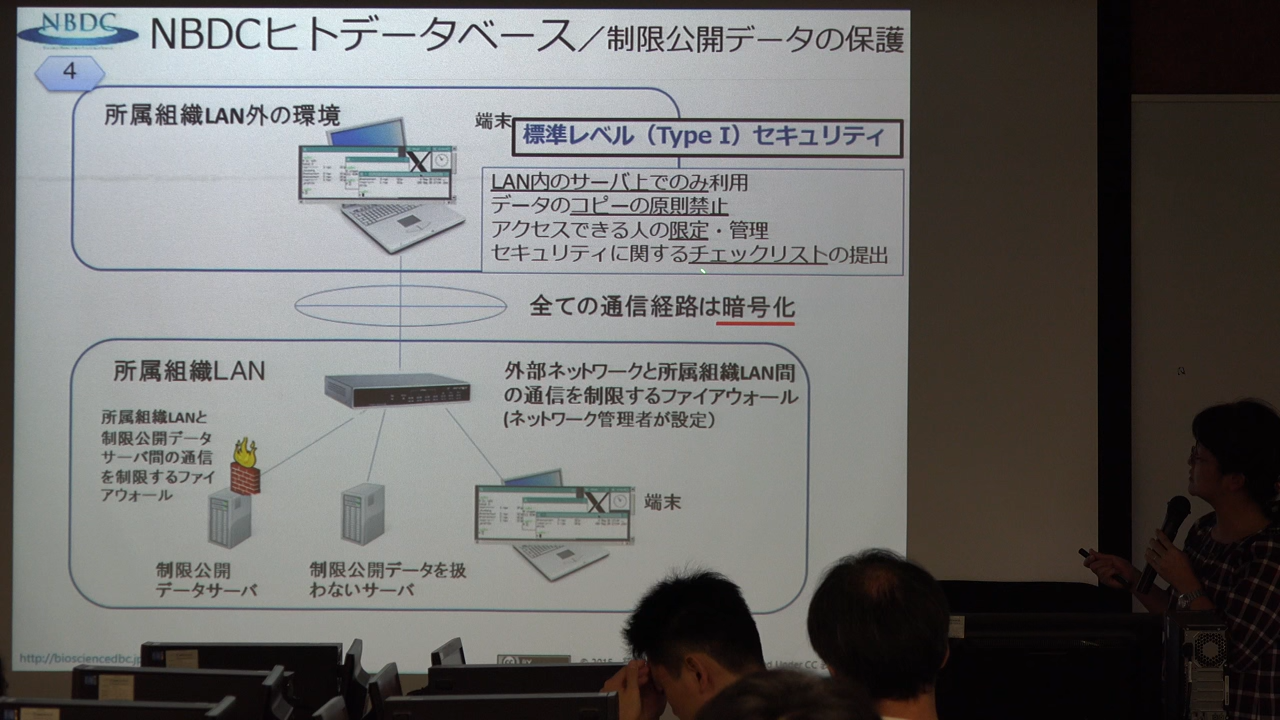 NBDC
NBDCヒトデータベース/制限公開データの保護
4
所属組織LAN外の環境
端末
標準レベル（Type I）セキュリティ
LAN内のサーバ上でのみ利用
データのコピーの原則禁止
アクセスできる人の限定・管理
セキュリティに関するチェックリストの提出
全ての通信経路は暗号化
所属組織LAN
外部ネットワークと所属組織LAN間
の通信を制限するファイアウォール
(ネットワーク管理者が設定)
所属組織LANと
制限公開データ
サーバ間の通信
を制限するファイ
アウォール
端末
制限公開
データサーバ
制限公開データを扱
わないサーバ
http://biosciencedbc.jp